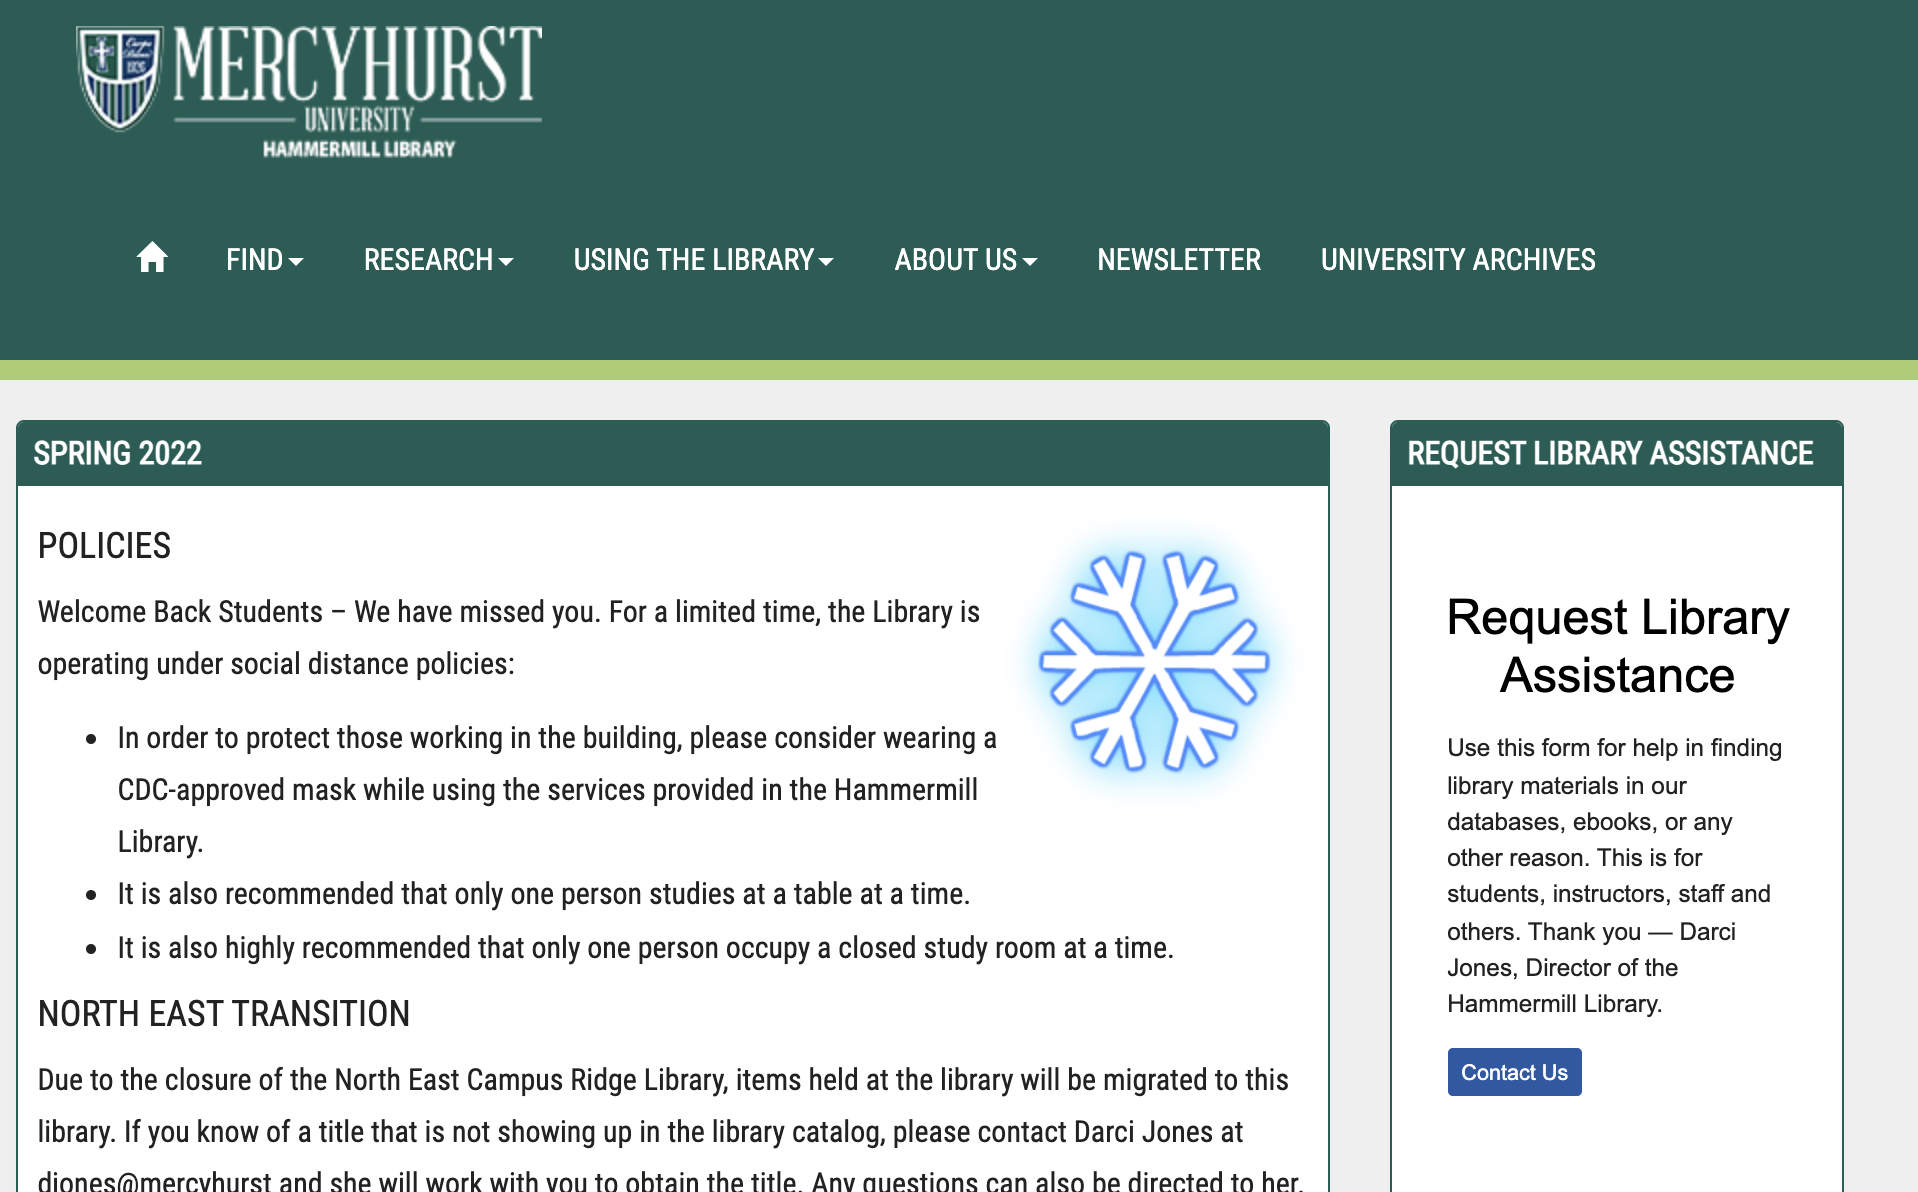 MERCYHURST
UNIVERSITY
HAMMERMILL LIBRARY
FIND
RESEARCH
USING THE LIBRARY
ABOUT US
NEWSLETTER
UNIVERSITY ARCHIVES
SPRING 2022
POLICIES
Welcome Back Students – We have missed you. For a limited time, the Library is
operating under social distance policies:
In order to protect those working in the building, please consider wearing a
CDC-approved mask while using the services provided in the Hammermill
Library.
It is also recommended that only one person studies at a table at a time.
It is also highly recommended that only one person occupy a closed study room at a time.
NORTH EAST TRANSITION
Due to the closure of the North East Campus Ridge Library, items held at the library will be migrated to this
library. If you know of a title that is not showing up in the library catalog, please contact Darci Jones at
djones@mercyhurst and she will work with you to obtain the title. Any questions can also be directed to her.
REQUEST LIBRARY ASSISTANCE
Request Library
Assistance
Use this form for help in finding
library materials in our
databases, ebooks, or any
other reason. This is for
students, instructors, staff and
others. Thank you — Darci
Jones, Director of the
Hammermill Library.
Contact Us